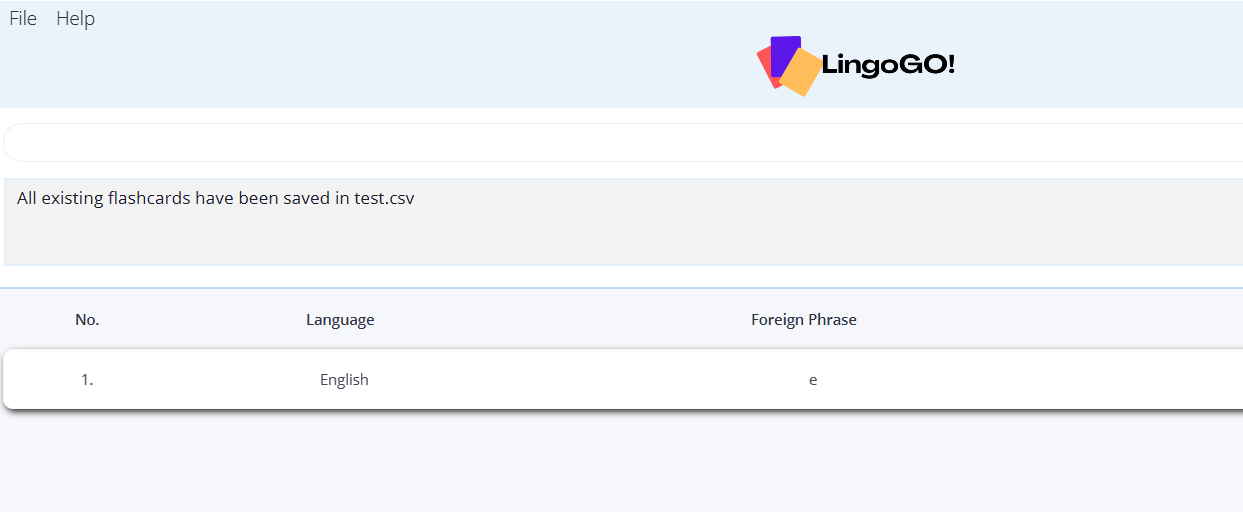 File Help
LingoGO!
All existing flashcards have been saved in test.csv
No. Language Foreign Phrase
1. English e